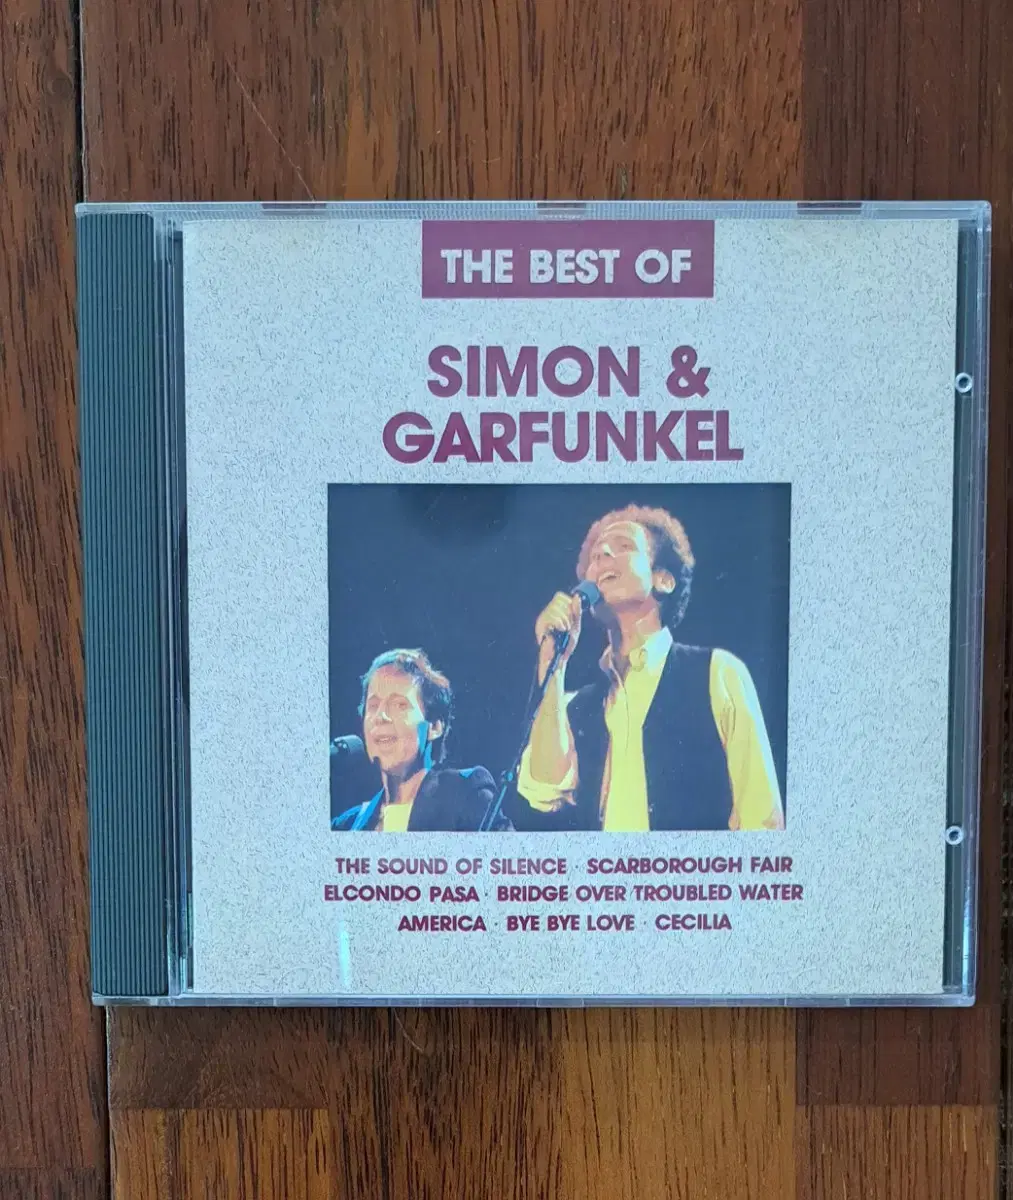 THE BEST OF
SIMON &
GARFUNKEL
THE SOUND OF SILENCE · SCARBOROUGH FAIR
ELCONDO PASA · BRIDGE OVER TROUBLED WATER
AMERICA · BYE BYE LOVE · CECILIA